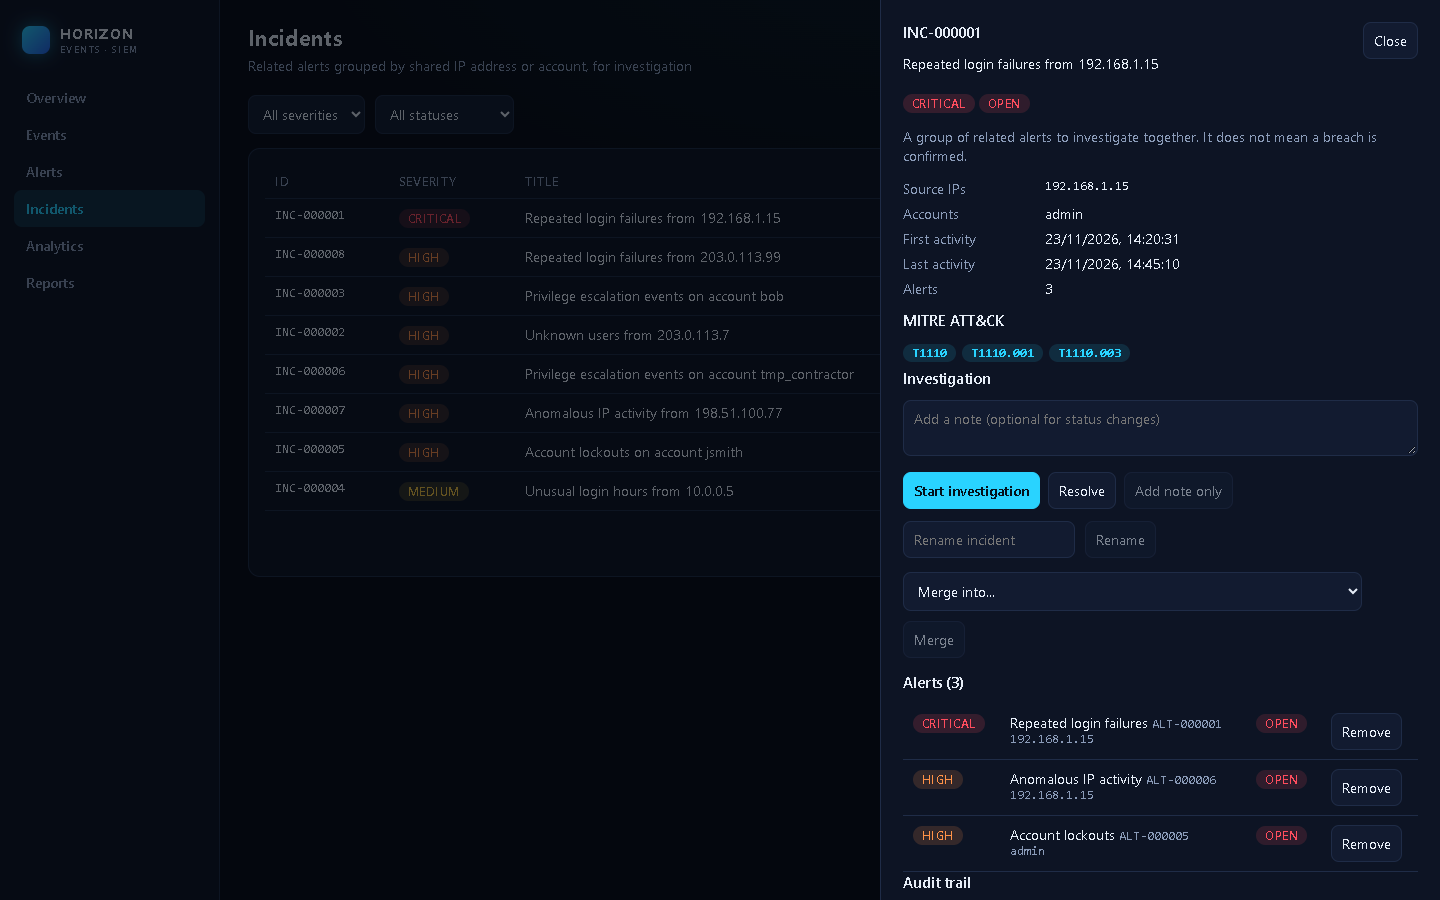 HORIZON
EVENTS · SIEM
Overview
Events
Alerts
Incidents
Analytics
Reports
Incidents
Related alerts grouped by shared IP address or account, for investigation
All severities
All statuses
ID SEVERITY TITLE
INC-000001 CRITICAL Repeated login failures from 192.168.1.15
INC-000008 HIGH Repeated login failures from 203.0.113.99
INC-000003 HIGH Privilege escalation events on account bob
INC-000002 HIGH Unknown users from 203.0.113.7
INC-000006 HIGH Privilege escalation events on account tmp_contractor
INC-000007 HIGH Anomalous IP activity from 198.51.100.77
INC-000005 HIGH Account lockouts on account jsmith
INC-000004 MEDIUM Unusual login hours from 10.0.0.5
INC-000001
Close
Repeated login failures from 192.168.1.15
CRITICAL OPEN
A group of related alerts to investigate together. It does not mean a breach is
confirmed.
Source IPs 192.168.1.15
Accounts admin
First activity 23/11/2026, 14:20:31
Last activity 23/11/2026, 14:45:10
Alerts 3
MITRE ATT&CK
T1110 T1110.001 T1110.003
Investigation
Add a note (optional for status changes)
Start investigation Resolve Add note only
Rename incident Rename
Merge into...
Merge
Alerts (3)
CRITICAL Repeated login failures ALT-000001 OPEN Remove
192.168.1.15
HIGH Anomalous IP activity ALT-000006 OPEN Remove
192.168.1.15
HIGH Account lockouts ALT-000005 OPEN Remove
admin
Audit trail